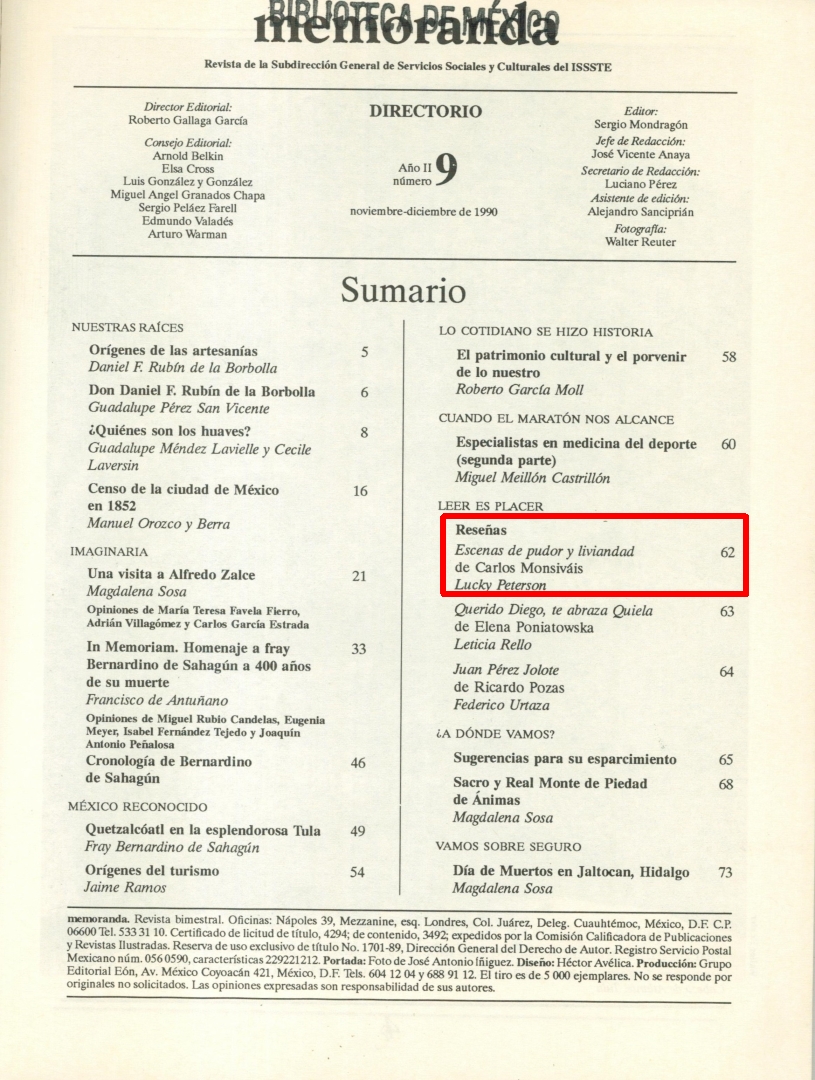 BIBLIOTECA DE MÉXICO
memoranda
Revista de la Subdirección General de Servicios Sociales y Culturales del ISSSTE
Director Editorial:
Roberto Gallaga García
Consejo Editorial:
Arnold Belkin
Elsa Cross
Luis González y González
Miguel Angel Granados Chapa
Sergio Peláez Farell
Edmundo Valadés
Arturo Warman
DIRECTORIO
Año II
número 9
noviembre-diciembre de 1990
Editor:
Sergio Mondragón
Jefe de Redacción:
José Vicente Anaya
Secretario de Redacción:
Luciano Pérez
Asistente de edición:
Alejandro Sanciprián
Fotografía:
Walter Reuter
Sumario
NUESTRAS RAÍCES
Orígenes de las artesanías 5
Daniel F. Rubín de la Borbolla
Don Daniel F. Rubín de la Borbolla 6
Guadalupe Pérez San Vicente
¿Quiénes son los huaves? 8
Guadalupe Méndez Lavielle y Cecile
Laversin
Censo de la ciudad de México 16
en 1852
Manuel Orozco y Berra
IMAGINARIA
Una visita a Alfredo Zalce 21
Magdalena Sosa
Opiniones de María Teresa Favela Fierro,
Adrián Villagómez y Carlos García Estrada
In Memoriam. Homenaje a fray 33
Bernardino de Sahagún a 400 años
de su muerte
Francisco de Antuñano
Opiniones de Miguel Rubio Candelas, Eugenia
Meyer, Isabel Fernández Tejedo y Joaquín
Antonio Peñalosa
Cronología de Bernardino 46
de Sahagún
MÉXICO RECONOCIDO
Quetzalcóatl en la esplendorosa Tula 49
Fray Bernardino de Sahagún
Orígenes del turismo 54
Jaime Ramos
LO COTIDIANO SE HIZO HISTORIA
El patrimonio cultural y el porvenir 58
de lo nuestro
Roberto García Moll
CUANDO EL MARATÓN NOS ALCANCE
Especialistas en medicina del deporte 60
(segunda parte)
Miguel Meillón Castrillón
LEER ES PLACER
Reseñas
Escenas de pudor y liviandad 62
de Carlos Monsiváis
Lucky Peterson
Querido Diego, te abraza Quiela 63
de Elena Poniatowska
Leticia Rello
Juan Pérez Jolote 64
de Ricardo Pozas
Federico Urtaza
¿A DÓNDE VAMOS?
Sugerencias para su esparcimiento 65
Sacro y Real Monte de Piedad 68
de Ánimas
Magdalena Sosa
VAMOS SOBRE SEGURO
Día de Muertos en Jaltocan, Hidalgo 73
Magdalena Sosa
memoranda. Revista bimestral. Oficinas: Nápoles 39, Mezzanine, esq. Londres, Col. Juárez, Deleg. Cuauhtémoc, México, D.F. C.P.
06600 Tel. 533 31 10. Certificado de licitud de título, 4294; de contenido, 3492; expedidos por la Comisión Calificadora de Publicaciones
y Revistas Ilustradas. Reserva de uso exclusivo de título No. 1701-89, Dirección General del Derecho de Autor. Registro Servicio Postal
Mexicano núm. 056 0590, características 229221212. Portada: Foto de José Antonio Íñiguez. Diseño: Héctor Avélica. Producción: Grupo
Editorial Eón, Av. México Coyoacán 421, México, D.F. Tels. 604 12 04 y 688 91 12. El tiro es de 5 000 ejemplares. No se responde por
originales no solicitados. Las opiniones expresadas son responsabilidad de sus autores.